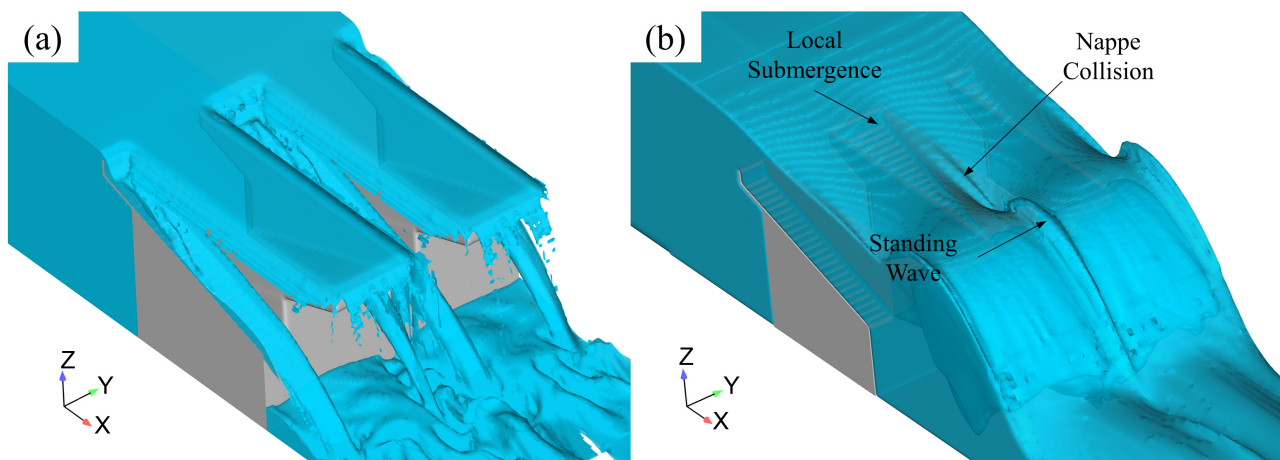 (a)
Z
Y
X
(b)
Local
Submergence
Nappe
Collision
Standing
Wave
Z
Y
X